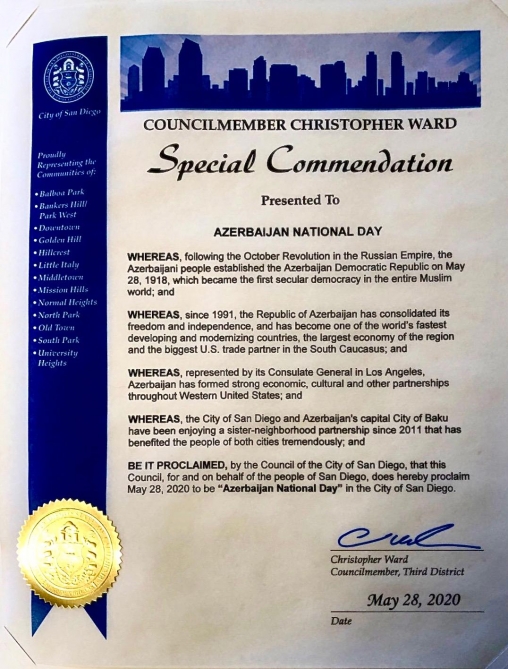 City of San Diego
Proudly
Representing the
Communities of:
• Balboa Park
• Bankers Hill/
Park West
• Downtown
• Golden Hill
• Hillcrest
• Little Italy
• Middletown
• Mission Hills
• Normal Heights
• North Park
• Old Town
• South Park
• University
Heights
COUNCILMEMBER CHRISTOPHER WARD
Special Commendation
Presented To
AZERBAIJAN NATIONAL DAY
WHEREAS, following the October Revolution in the Russian Empire, the
Azerbaijani people established the Azerbaijan Democratic Republic on May
28, 1918, which became the first secular democracy in the entire Muslim
world; and
WHEREAS, since 1991, the Republic of Azerbaijan has consolidated its
freedom and independence, and has become one of the world's fastest
developing and modernizing countries, the largest economy of the region
and the biggest U.S. trade partner in the South Caucasus; and
WHEREAS, represented by its Consulate General in Los Angeles,
Azerbaijan has formed strong economic, cultural and other partnerships
throughout Western United States; and
WHEREAS, the City of San Diego and Azerbaijan's capital City of Baku
have been enjoying a sister-neighborhood partnership since 2011 that has
benefited the people of both cities tremendously; and
BE IT PROCLAIMED, by the Council of the City of San Diego, that this
Council, for and on behalf of the people of San Diego, does hereby proclaim
May 28, 2020 to be "Azerbaijan National Day" in the City of San Diego.
Christopher Ward
Councilmember, Third District
May 28, 2020
Date